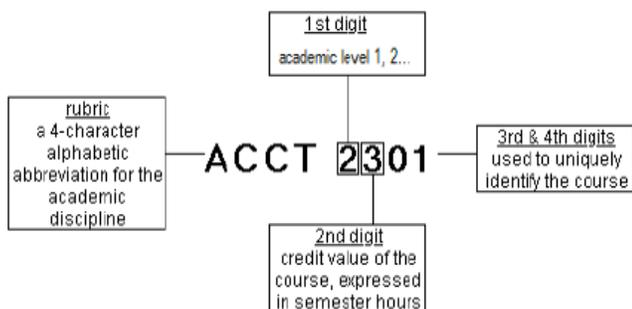 1st digit
academic level 1, 2...
rubric
a 4-character
alphabetic
abbreviation for the
academic
discipline
ACCT 2301
3rd & 4th digits
used to uniquely
identify the course
2nd digit
credit value of the
course, expressed
in semester hours